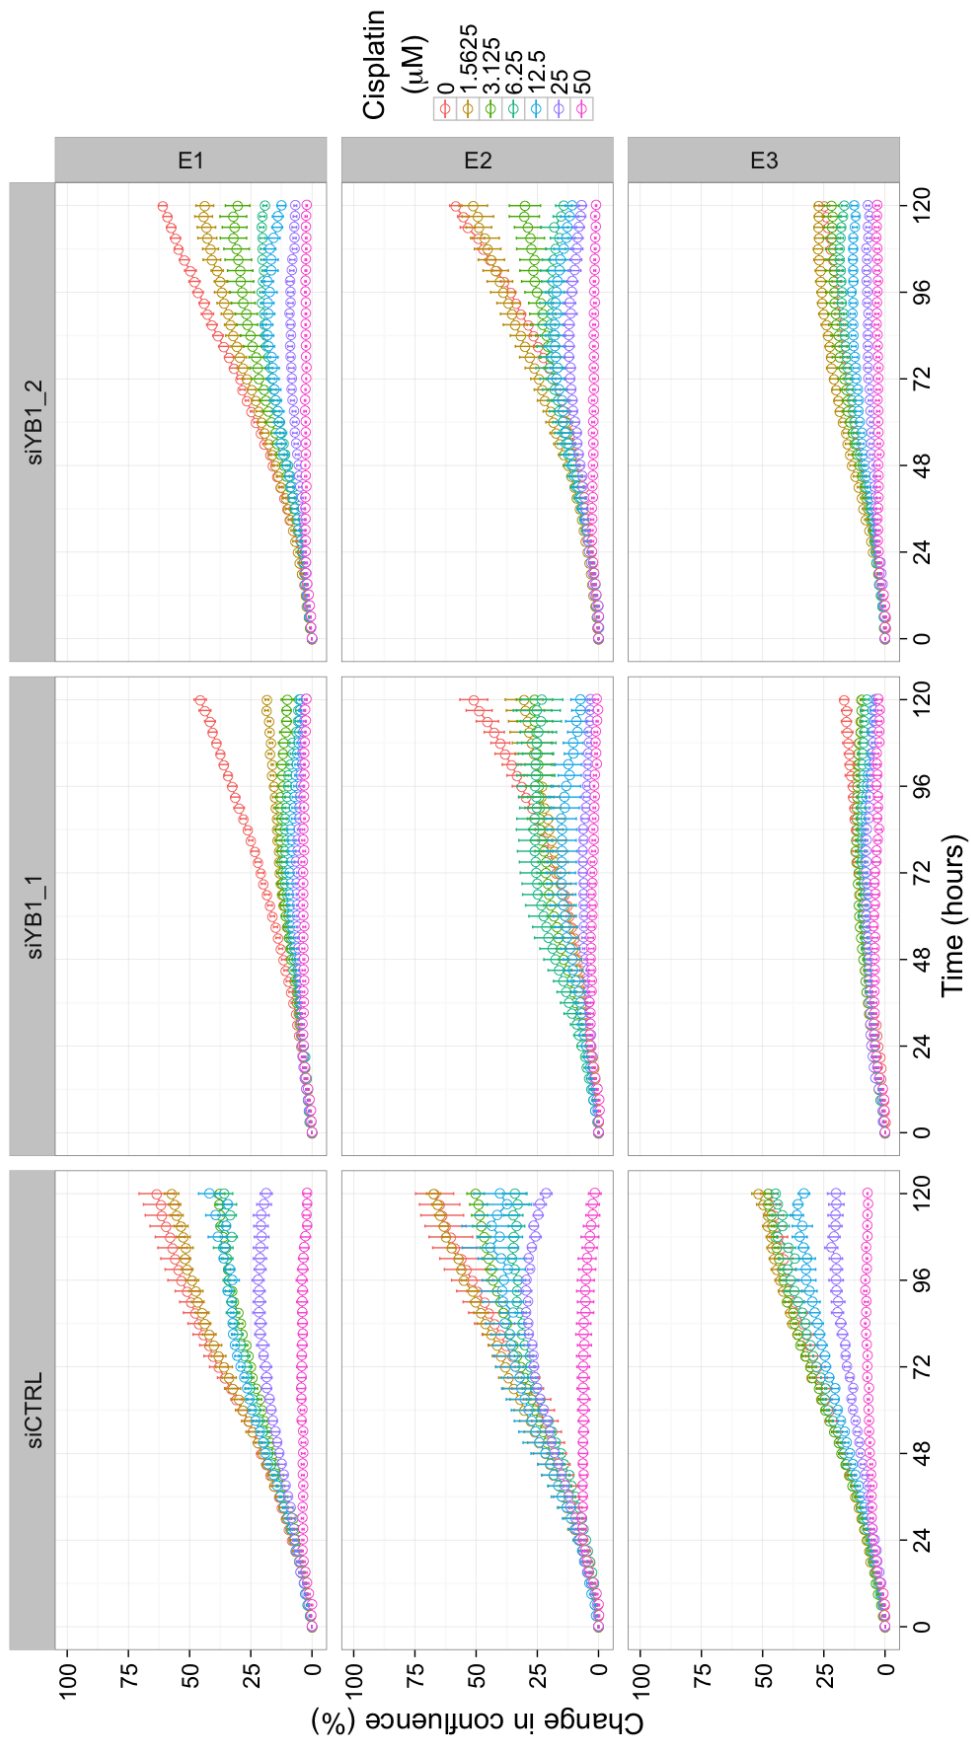 siCTRL
siYB1_1
siYB1_2
100
75
50
25
0
E1
100
75
50
25
0
E2
100
75
50
25
0
E3
0 24 48 72 96 120
0 24 48 72 96 120
0 24 48 72 96 120
Time (hours)
Change in confluence (%)
Cisplatin
(μM)
0
1.5625
3.125
6.25
12.5
25
50